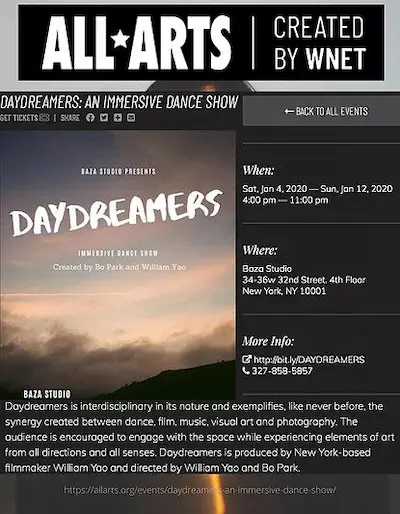 ALL★ARTS
CREATED
BY WNET
DAYDREAMERS: AN IMMERSIVE DANCE SHOW
GET TICKETS | SHARE
BAZA STUDIO PRESENTS
DAYDREAMERS
IMMERSIVE DANCE SHOW
Created by Bo Park and William Yao
BAZA STUDIO
← BACK TO ALL EVENTS
When:
Sat, Jan 4, 2020 — Sun, Jan 12, 2020
4:00 pm — 11:00 pm
Where:
Baza Studio
34-36w 32nd Street. 4th Floor
New York, NY 10001
More Info:
http://bit.ly/DAYDREAMERS
327-858-5857
Daydreamers is interdisciplinary in its nature and exemplifies, like never before, the
synergy created between dance, film, music, visual art and photography. The
audience is encouraged to engage with the space while experiencing elements of art
from all directions and all senses. Daydreamers is produced by New York-based
filmmaker William Yao and directed by William Yao and Bo Park.
https://allarts.org/events/daydreamers-an-immersive-dance-show/